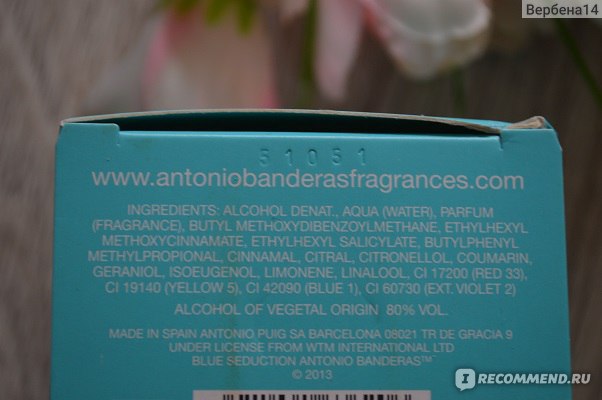 Вербена14
51051
www.antoniobanderasfragrances.com
INGREDIENTS: ALCOHOL DENAT., AQUA (WATER), PARFUM
(FRAGRANCE), BUTYL METHOXYDIBENZOYLMETHANE, ETHYLHEXYL
METHOXYCINNAMATE, ETHYLHEXYL SALICYLATE, BUTYLPHENYL
METHYLPROPIONAL, CINNAMAL, CITRAL, CITRONELLOL, COUMARIN,
GERANIOL, ISOEUGENOL, LIMONENE, LINALOOL, CI 17200 (RED 33),
CI 19140 (YELLOW 5), CI 42090 (BLUE 1), CI 60730 (EXT. VIOLET 2)
ALCOHOL OF VEGETAL ORIGIN 80% VOL.
MADE IN SPAIN ANTONIO PUIG SA BARCELONA 08021 TR DE GRACIA 9
UNDER LICENSE FROM WTM INTERNATIONAL LTD
BLUE SEDUCTION ANTONIO BANDERAS™
© 2013
I RECOMMEND.RU